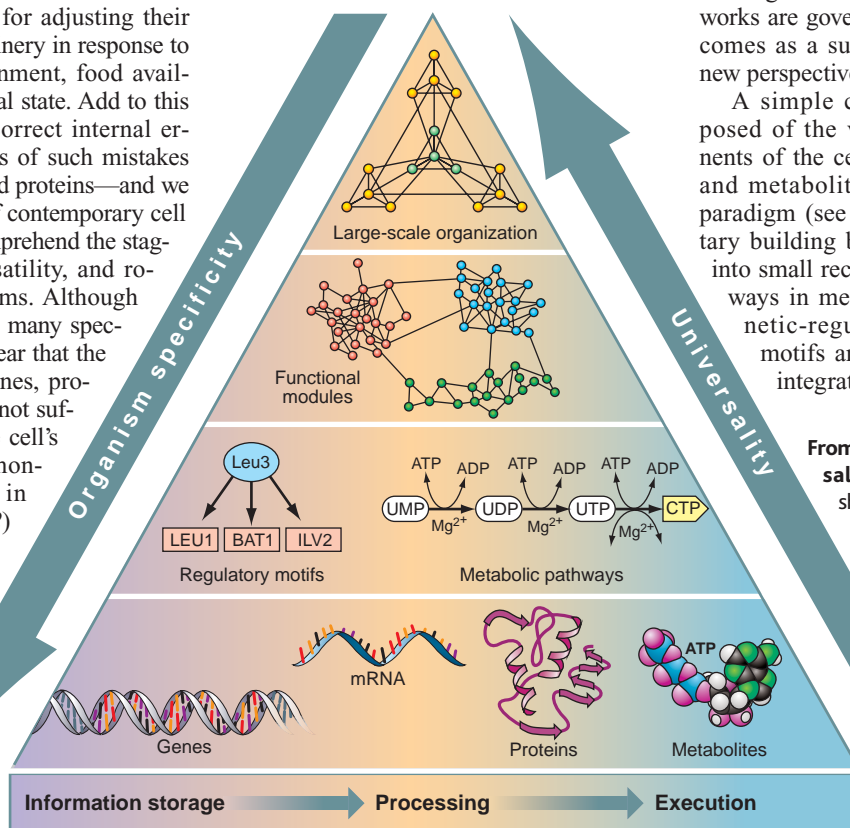 for adjusting their
nery in response to
nment, food avail-
al state. Add to this
orrect internal er-
s of such mistakes
d proteins—and we
f contemporary cell
mprehend the stag-
satility, and ro-
ms. Although
many spec-
ear that the
nes, pro-
not suf-
cell's
non-
in
?)
works are gove
comes as a su
new perspective
A simple c
posed of the v
nents of the ce
and metabolit
paradigm (see
tary building b
into small rec
ways in me
netic-regu
motifs an
integrat
From
sal
sh
Organism specificity
Universality
Large-scale organization
Functional
modules
Leu3
LEU1 BAT1 ILV2
Regulatory motifs
ATP ADP ATP ADP ATP ADP
UMP UDP UTP CTP
Mg2+ Mg2+ Mg2+
Metabolic pathways
mRNA
ATP
Genes
Proteins
Metabolites
Information storage Processing Execution